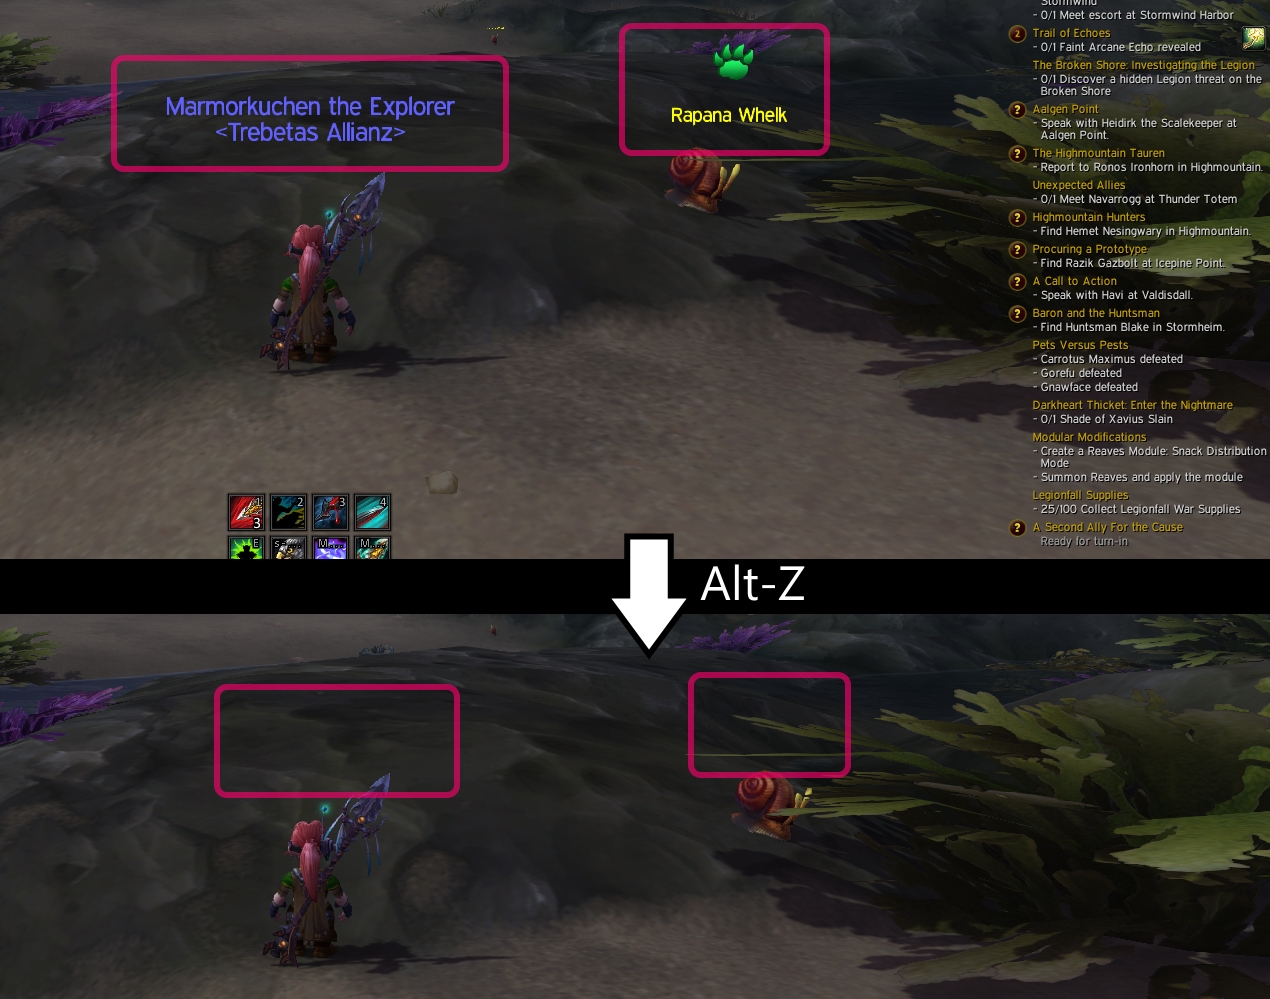 Marmorkuchen the Explorer
<Trebetas Allianz>
Rapana Whelk
Stormwind
- 0/1 Meet escort at Stormwind Harbor
2 Trail of Echoes
- 0/1 Faint Arcane Echo revealed
The Broken Shore: Investigating the Legion
- 0/1 Discover a hidden Legion threat on the
Broken Shore
? Aalgen Point
- Speak with Heidirk the Scalekeeper at
Aalgen Point.
? The Highmountain Tauren
- Report to Ronos Ironhorn in Highmountain.
Unexpected Allies
- 0/1 Meet Navarrogg at Thunder Totem
? Highmountain Hunters
- Find Hemet Nesingwary in Highmountain.
? Procuring a Prototype
- Find Razik Gazbolt at Icepine Point.
? A Call to Action
- Speak with Havi at Valdisdall.
? Baron and the Huntsman
- Find Huntsman Blake in Stormheim.
Pets Versus Pests
- Carrotus Maximus defeated
- Gorefu defeated
- Gnawface defeated
Darkheart Thicket: Enter the Nightmare
- 0/1 Shade of Xavius Slain
Modular Modifications
- Create a Reaves Module: Snack Distribution
Mode
- Summon Reaves and apply the module
Legionfall Supplies
- 25/100 Collect Legionfall War Supplies
? A Second Ally For the Cause
Ready for turn-in
1 2 3 4
3
E
Alt-Z